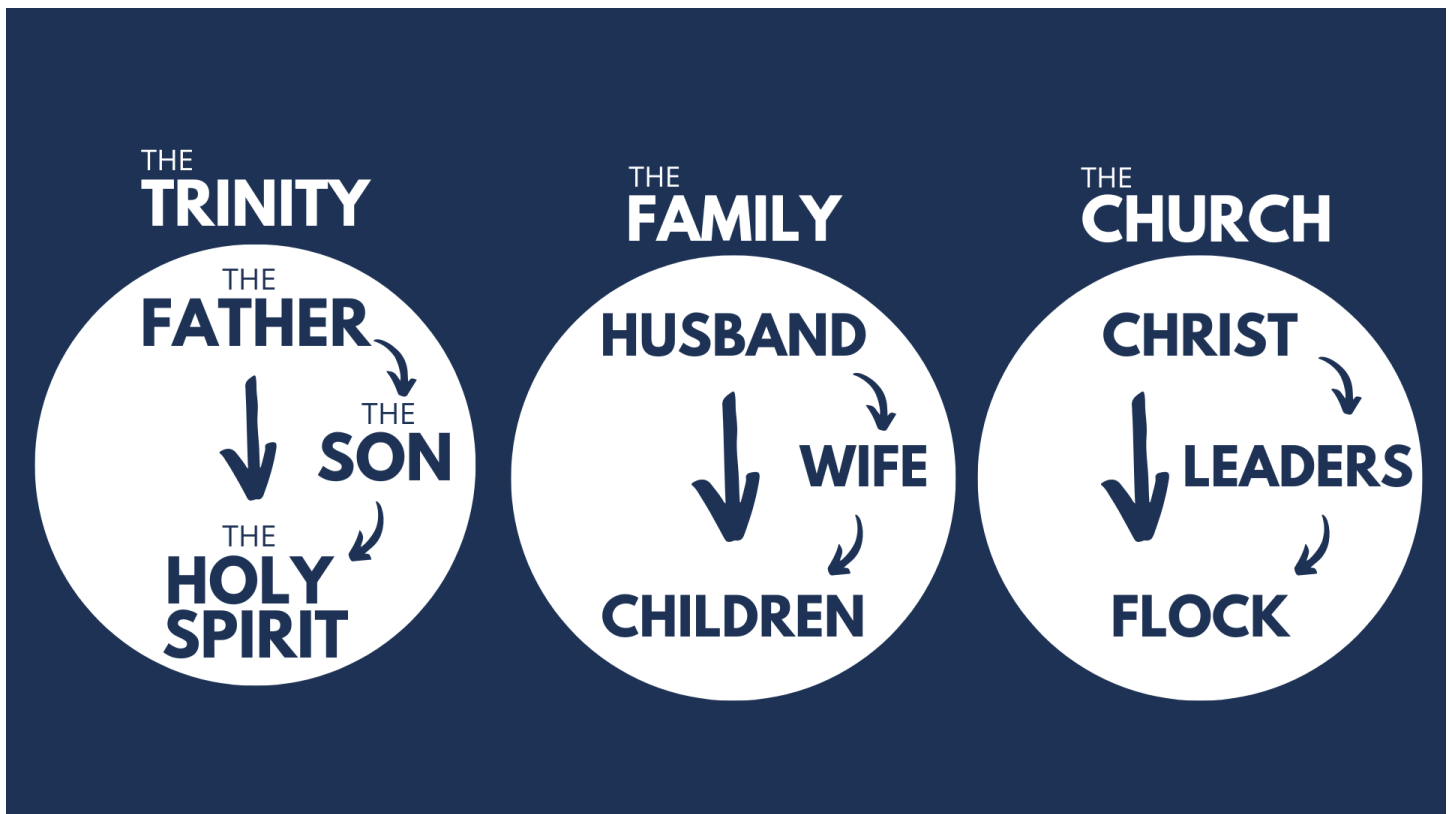 THE
TRINITY
THE
FATHER
THE
SON
THE
HOLY
SPIRIT
THE
FAMILY
HUSBAND
WIFE
CHILDREN
THE
CHURCH
CHRIST
LEADERS
FLOCK